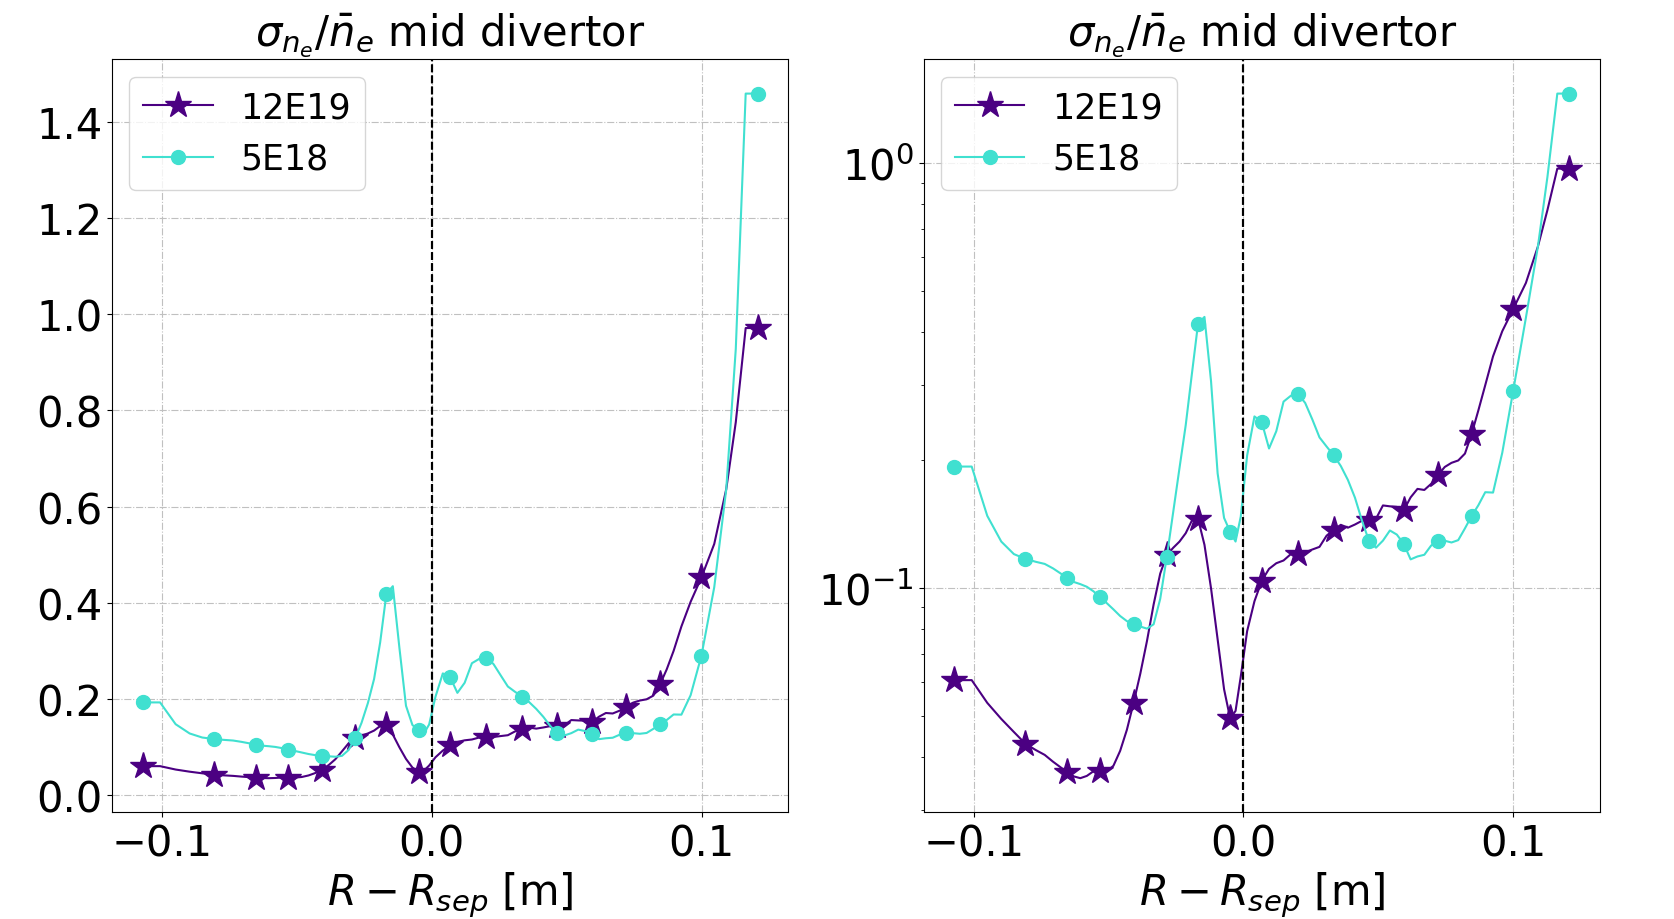 σ_{n_e}/n̄_e mid divertor
12E19
5E18
1.4
1.2
1.0
0.8
0.6
0.4
0.2
0.0
−0.1 0.0 0.1
R − R_{sep} [m]
σ_{n_e}/n̄_e mid divertor
12E19
5E18
10⁰
10⁻¹
−0.1 0.0 0.1
R − R_{sep} [m]